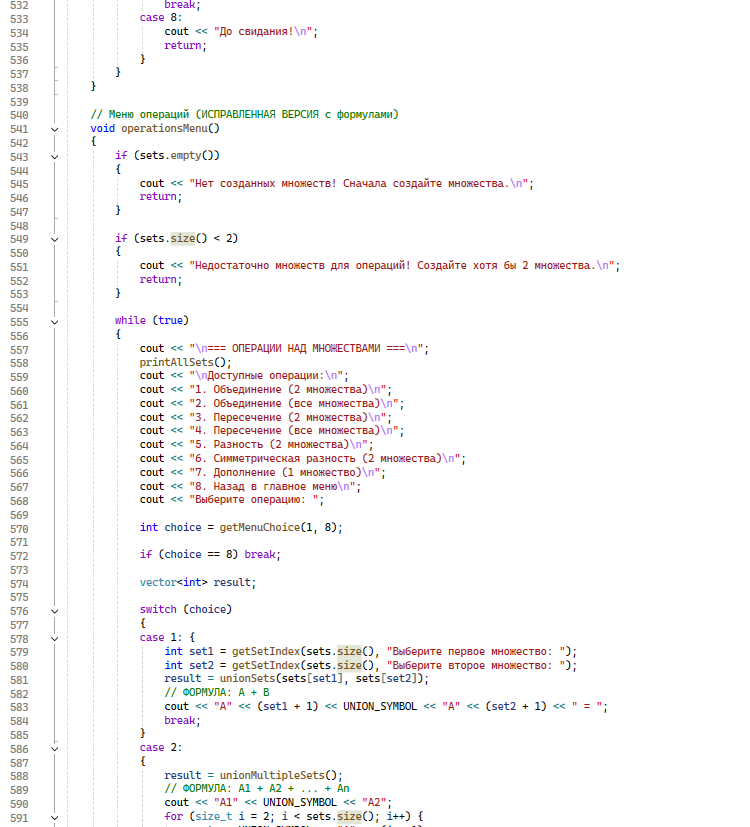 532 break;
533 case 8:
534 cout << "До свидания!\n";
535 return;
536 }
537 }
538 }
539
540 // Меню операций (ИСПРАВЛЕННАЯ ВЕРСИЯ с формулами)
541 void operationsMenu()
542 {
543 if (sets.empty())
544 {
545 cout << "Нет созданных множеств! Сначала создайте множества.\n";
546 return;
547 }
548
549 if (sets.size() < 2)
550 {
551 cout << "Недостаточно множеств для операций! Создайте хотя бы 2 множества.\n";
552 return;
553 }
554
555 while (true)
556 {
557 cout << "\n=== ОПЕРАЦИИ НАД МНОЖЕСТВАМИ ===\n";
558 printAllSets();
559 cout << "\nДоступные операции:\n";
560 cout << "1. Объединение (2 множества)\n";
561 cout << "2. Объединение (все множества)\n";
562 cout << "3. Пересечение (2 множества)\n";
563 cout << "4. Пересечение (все множества)\n";
564 cout << "5. Разность (2 множества)\n";
565 cout << "6. Симметрическая разность (2 множества)\n";
566 cout << "7. Дополнение (1 множество)\n";
567 cout << "8. Назад в главное меню\n";
568 cout << "Выберите операцию: ";
569
570 int choice = getMenuChoice(1, 8);
571
572 if (choice == 8) break;
573
574 vector<int> result;
575
576 switch (choice)
577 {
578 case 1: {
579 int set1 = getSetIndex(sets.size(), "Выберите первое множество: ");
580 int set2 = getSetIndex(sets.size(), "Выберите второе множество: ");
581 result = unionSets(sets[set1], sets[set2]);
582 // ФОРМУЛА: A + B
583 cout << "A" << (set1 + 1) << UNION_SYMBOL << "A" << (set2 + 1) << " = ";
584 break;
585 }
586 case 2:
587 {
588 result = unionMultipleSets();
589 // ФОРМУЛА: A1 + A2 + ... + An
590 cout << "A1" << UNION_SYMBOL << "A2";
591 for (size_t i = 2; i < sets.size(); i++) {